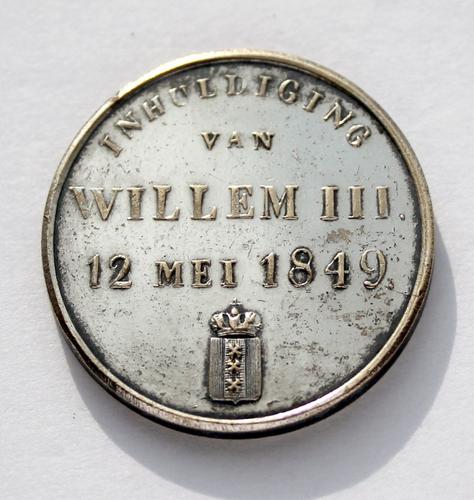 INHULDIGING
VAN
WILLEM III.
12 MEI 1849.